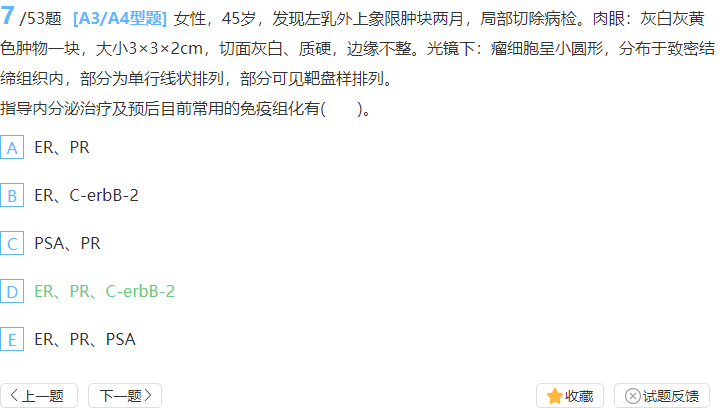 7 /53题 [A3/A4型题] 女性，45岁，发现左乳外上象限肿块两月，局部切除病检。肉眼：灰白灰黄
色肿物一块，大小3×3×2cm，切面灰白、质硬，边缘不整。光镜下：瘤细胞呈小圆形，分布于致密结
缔组织内，部分为单行线状排列，部分可见靶盘样排列。
指导内分泌治疗及预后目前常用的免疫组化有(　　)。
A ER、PR
B ER、C-erbB-2
C PSA、PR
D ER、PR、C-erbB-2
E ER、PR、PSA
上一题 下一题 收藏 试题反馈